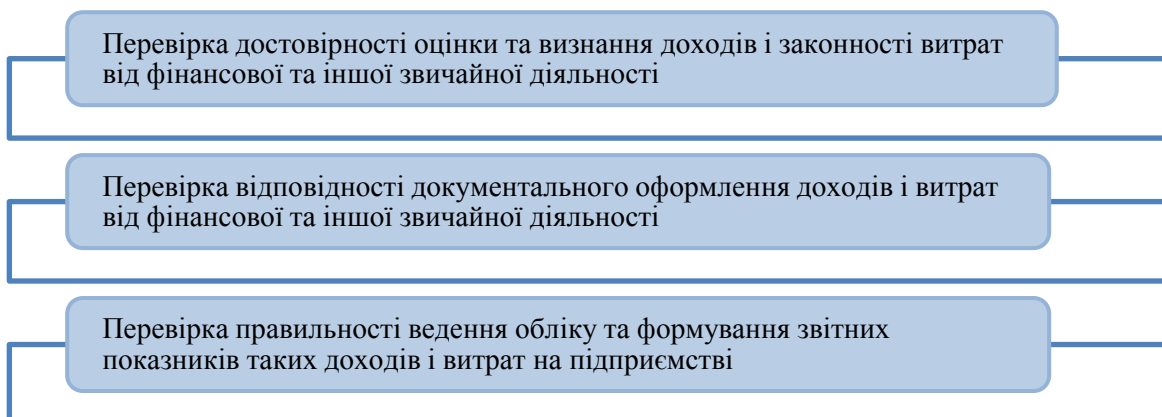 Перевірка достовірності оцінки та визнання доходів і законності витрат
від фінансової та іншої звичайної діяльності
Перевірка відповідності документального оформлення доходів і витрат
від фінансової та іншої звичайної діяльності
Перевірка правильності ведення обліку та формування звітних
показників таких доходів і витрат на підприємстві